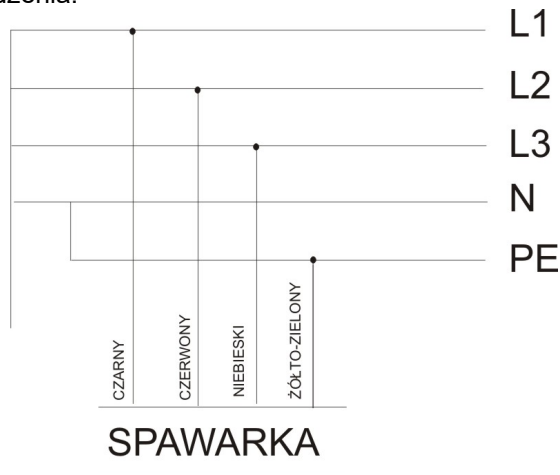 L1
L2
L3
N
PE
CZARNY
CZERWONY
NIEBIESKI
ŻÓŁTO-ZIELONY
SPAWARKA